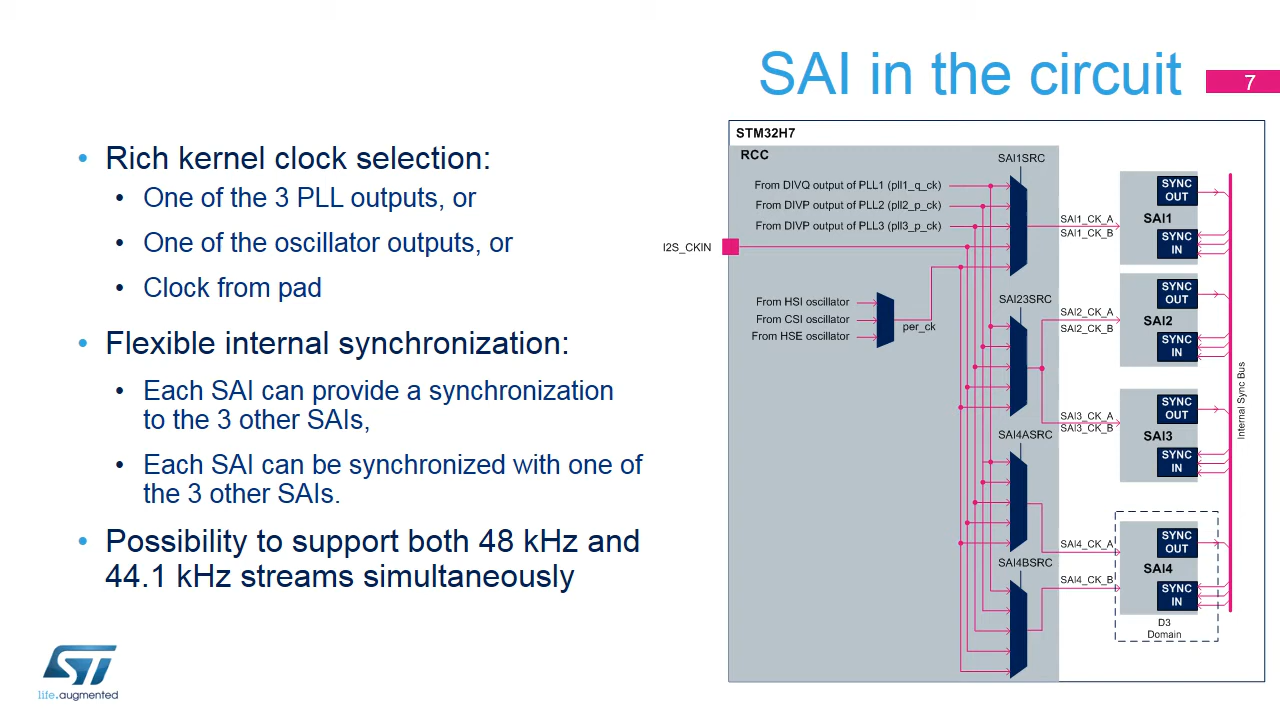 SAI in the circuit
7
• Rich kernel clock selection:
• One of the 3 PLL outputs, or
• One of the oscillator outputs, or
• Clock from pad
• Flexible internal synchronization:
• Each SAI can provide a synchronization
to the 3 other SAIs,
• Each SAI can be synchronized with one of
the 3 other SAIs.
• Possibility to support both 48 kHz and
44.1 kHz streams simultaneously
STM32H7
RCC
SAI1SRC
From DIVQ output of PLL1 (pll1_q_ck)
From DIVP output of PLL2 (pll2_p_ck)
From DIVP output of PLL3 (pll3_p_ck)
I2S_CKIN
From HSI oscillator
From CSI oscillator
From HSE oscillator
per_ck
SAI23SRC
SAI4ASRC
SAI4BSRC
SAI1_CK_A
SAI1_CK_B
SAI2_CK_A
SAI2_CK_B
SAI3_CK_A
SAI3_CK_B
SAI4_CK_A
SAI4_CK_B
SYNC
OUT
SAI1
SYNC
IN
SYNC
OUT
SAI2
SYNC
IN
SYNC
OUT
SAI3
SYNC
IN
SYNC
OUT
SAI4
SYNC
IN
D3
Domain
Internal Sync Bus
ST
life.augmented